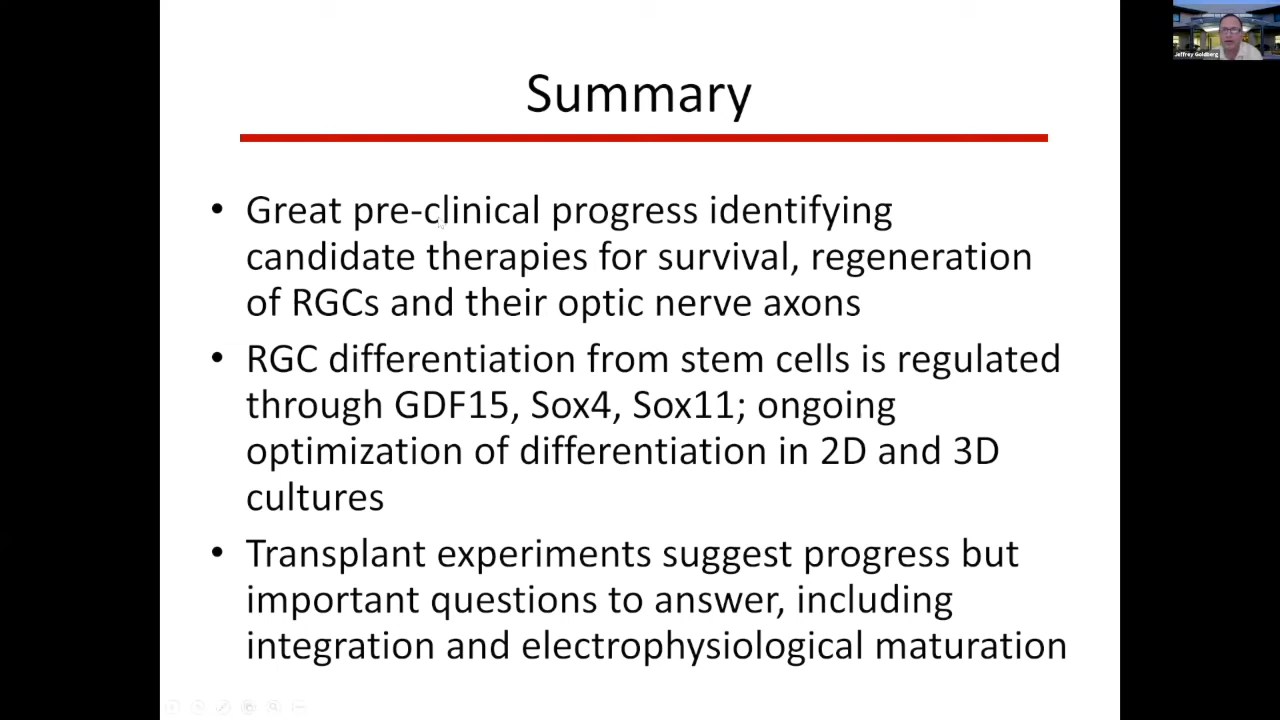 Jeffrey Goldberg
Summary
• Great pre-clinical progress identifying
candidate therapies for survival, regeneration
of RGCs and their optic nerve axons
• RGC differentiation from stem cells is regulated
through GDF15, Sox4, Sox11; ongoing
optimization of differentiation in 2D and 3D
cultures
• Transplant experiments suggest progress but
important questions to answer, including
integration and electrophysiological maturation